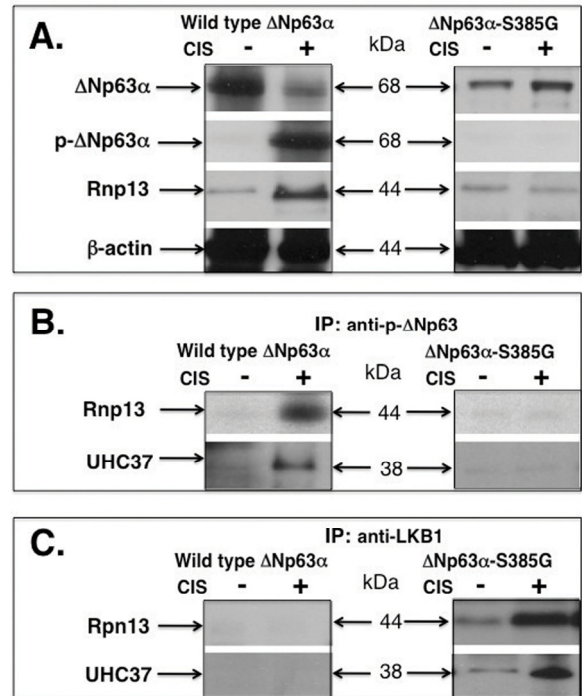 A.
Wild type ΔNp63α
ΔNp63α-S385G
CIS - + kDa CIS - +
ΔNp63α 68
p-ΔNp63α 68
Rnp13 44
β-actin 44
B.
IP: anti-p-ΔNp63
Wild type ΔNp63α
ΔNp63α-S385G
CIS - + kDa CIS - +
Rnp13 44
UHC37 38
C.
IP: anti-LKB1
Wild type ΔNp63α
ΔNp63α-S385G
CIS - + kDa CIS - +
Rpn13 44
UHC37 38